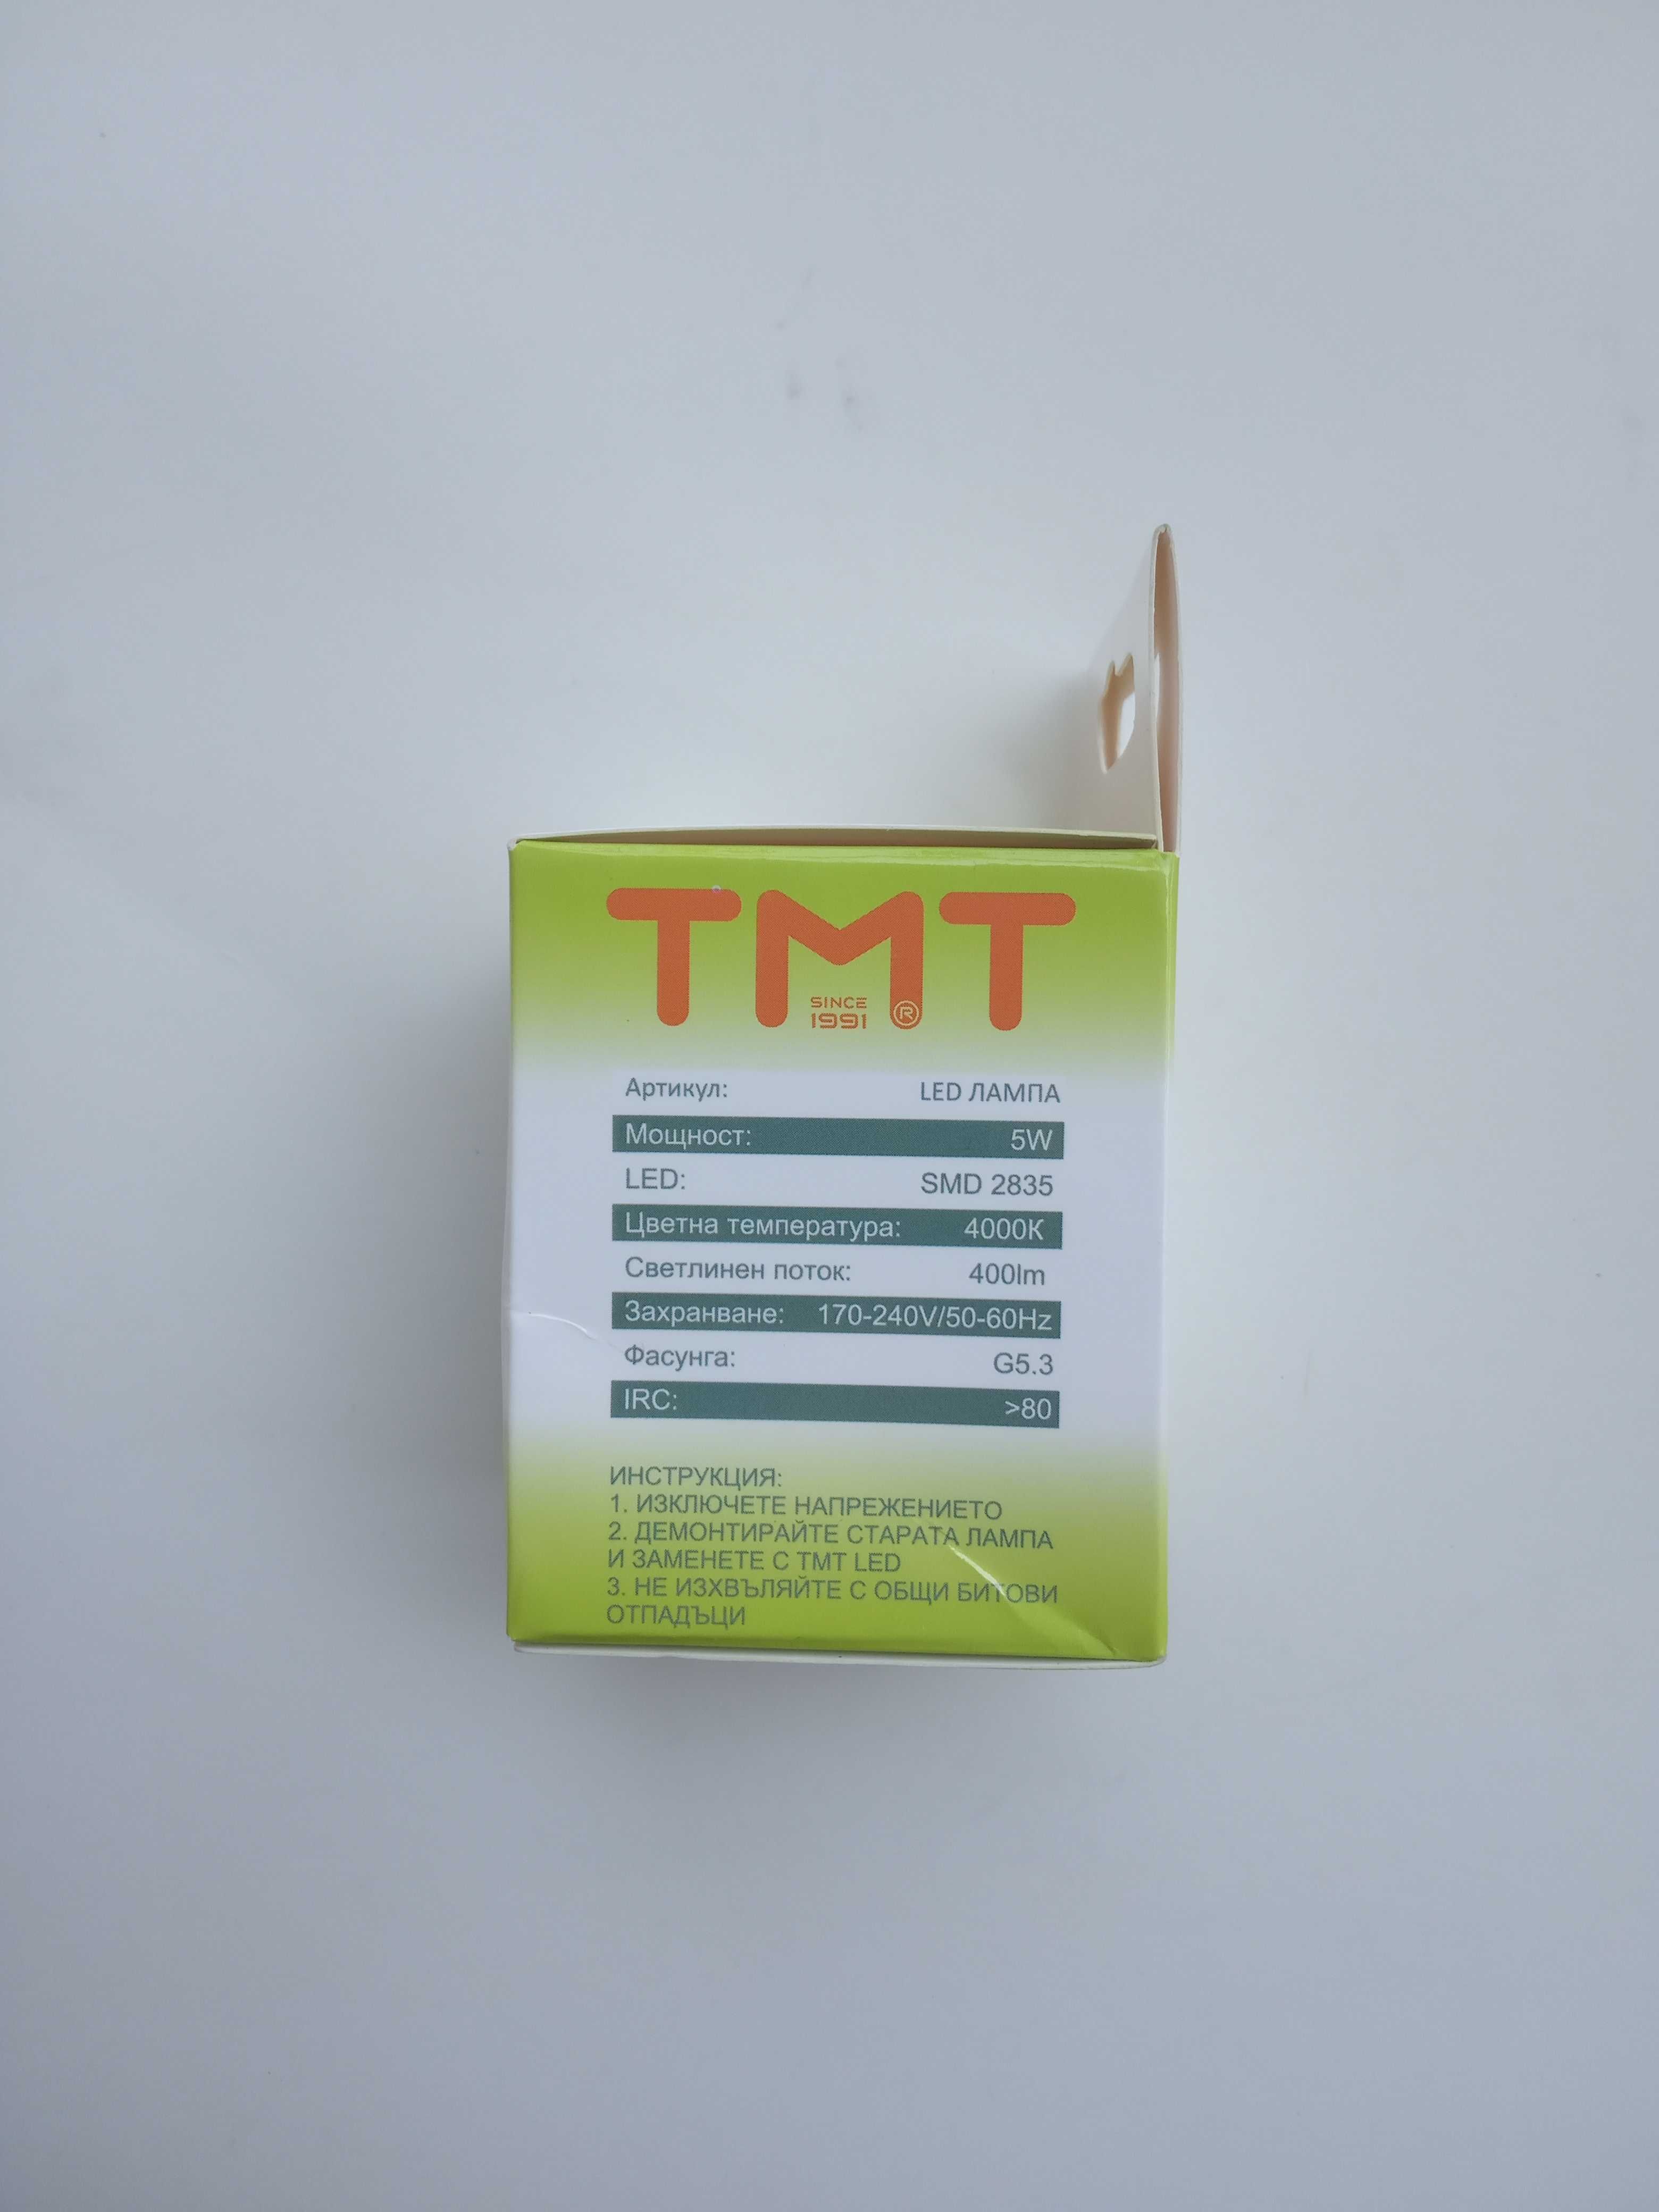 TMT
SINCE
1991 ®
Артикул: LED ЛАМПА
Мощност: 5W
LED: SMD 2835
Цветна температура: 4000K
Светлинен поток: 400lm
Захранване: 170-240V/50-60Hz
Фасунга: G5.3
IRC: >80
ИНСТРУКЦИЯ:
1. ИЗКЛЮЧЕТЕ НАПРЕЖЕНИЕТО
2. ДЕМОНТИРАЙТЕ СТАРАТА ЛАМПА
И ЗАМЕНЕТЕ С TMT LED
3. НЕ ИЗХВЪЛЯЙТЕ С ОБЩИ БИТОВИ
ОТПАДЪЦИ